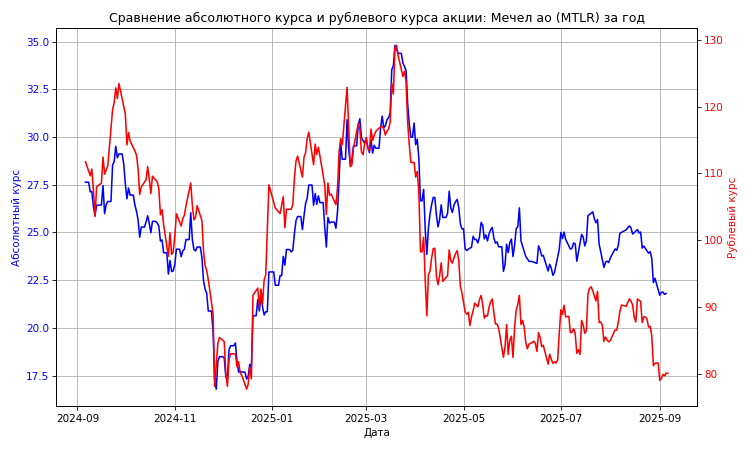 Сравнение абсолютного курса и рублевого курса акции: Мечел ао (MTLR) за год
35.0
32.5
30.0
27.5
25.0
22.5
20.0
17.5
Абсолютный курс
130
120
110
100
90
80
Рублевый курс
2024-09 2024-11 2025-01 2025-03 2025-05 2025-07 2025-09
Дата